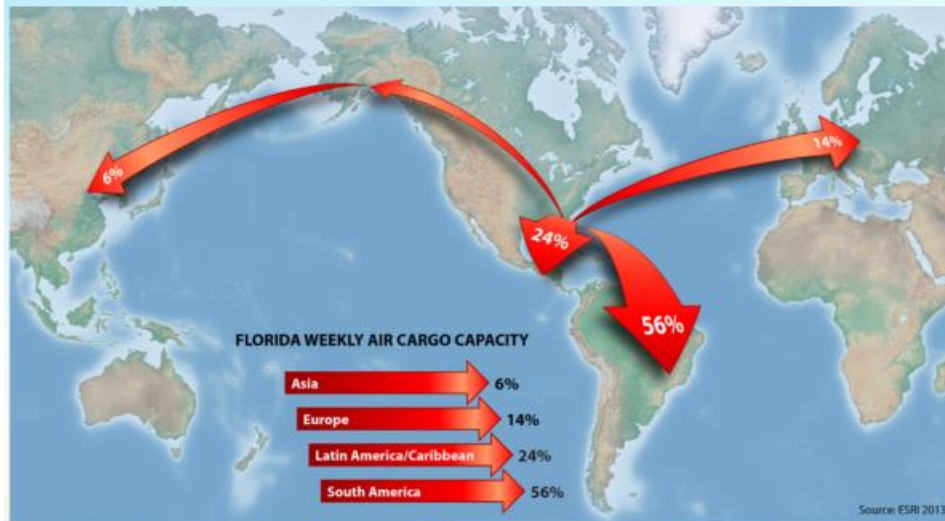 6%
14%
24%
56%
FLORIDA WEEKLY AIR CARGO CAPACITY
Asia 6%
Europe 14%
Latin America/Caribbean 24%
South America 56%
Source: ESRI 2013